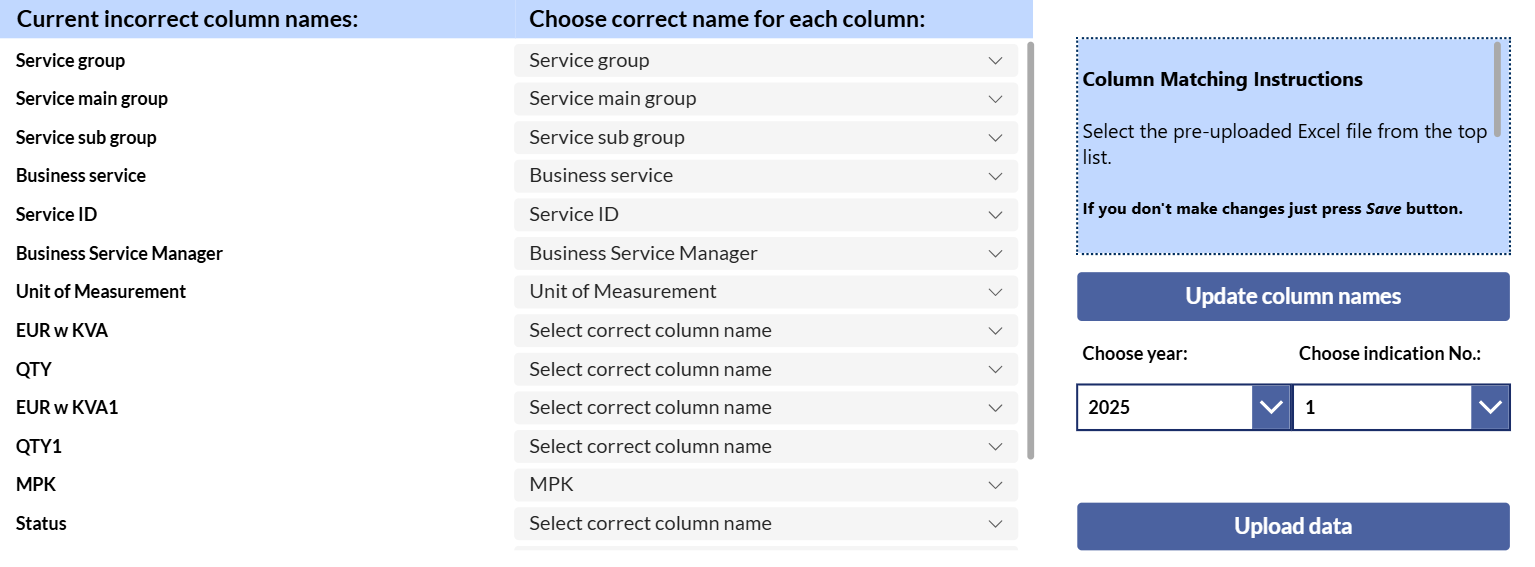 Current incorrect column names:
Choose correct name for each column:
Service group
Service group
Service main group
Service main group
Service sub group
Service sub group
Business service
Business service
Service ID
Service ID
Business Service Manager
Business Service Manager
Unit of Measurement
Unit of Measurement
EUR w KVA
Select correct column name
QTY
Select correct column name
EUR w KVA1
Select correct column name
QTY1
Select correct column name
MPK
MPK
Status
Select correct column name
Column Matching Instructions
Select the pre-uploaded Excel file from the top
list.
If you don't make changes just press Save button.
Update column names
Choose year:
Choose indication No.:
2025
1
Upload data